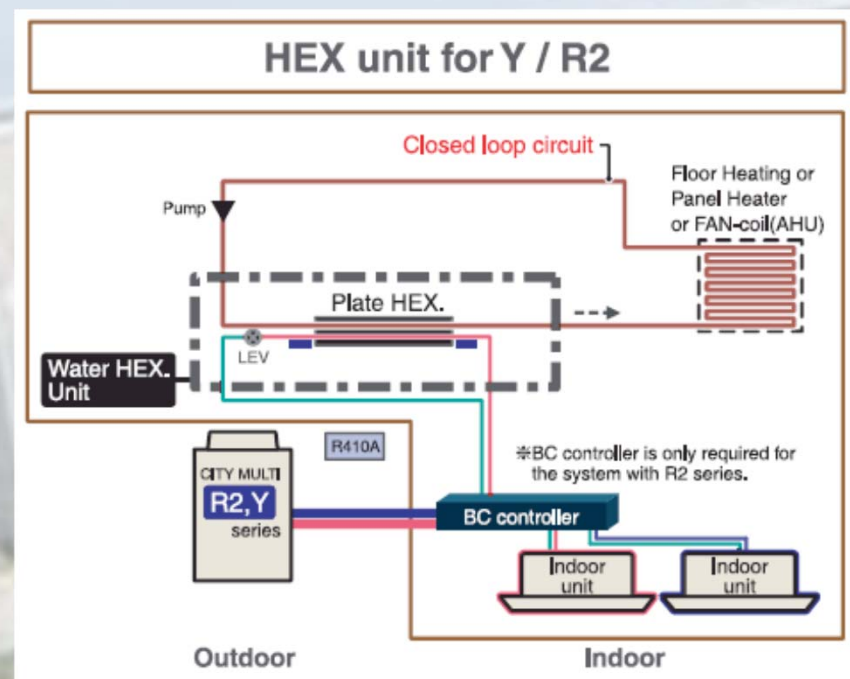 HEX unit for Y / R2
Closed loop circuit
Floor Heating or
Panel Heater
or FAN-coil(AHU)
Pump
Plate HEX.
LEV
Water HEX.
Unit
R410A
※BC controller is only required for
the system with R2 series.
CITY MULTI
R2,Y
series
BC controller
Indoor
unit
Indoor
unit
Outdoor
Indoor